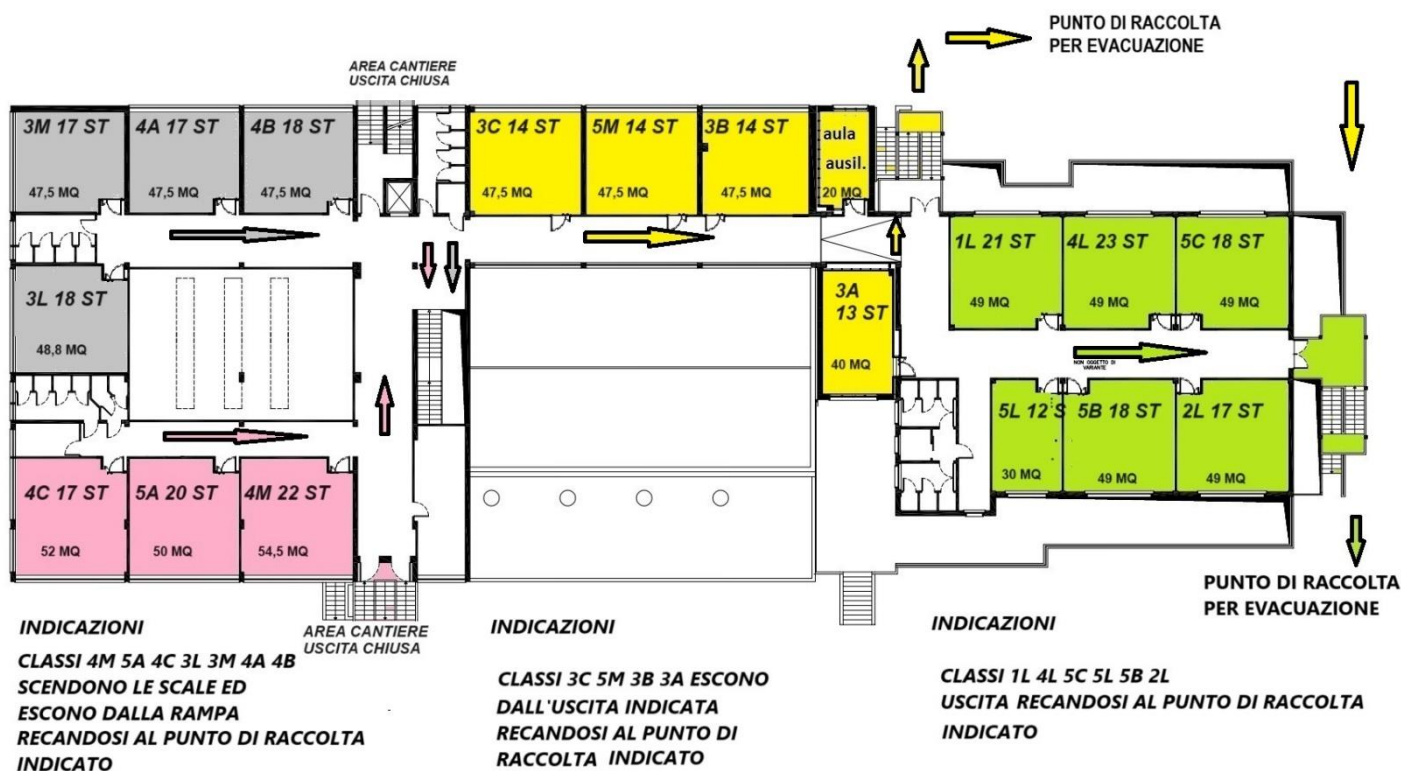 PUNTO DI RACCOLTA
PER EVACUAZIONE
AREA CANTIERE
USCITA CHIUSA
3M 17 ST
47,5 MQ
4A 17 ST
47,5 MQ
4B 18 ST
47,5 MQ
3C 14 ST
47,5 MQ
5M 14 ST
47,5 MQ
3B 14 ST
47,5 MQ
aula
ausil.
20 MQ
1L 21 ST
49 MQ
4L 23 ST
49 MQ
5C 18 ST
49 MQ
3L 18 ST
48,8 MQ
3A
13 ST
40 MQ
NON OGGETTO DI
VARIANTE
5L 12 S
30 MQ
5B 18 ST
49 MQ
2L 17 ST
49 MQ
4C 17 ST
52 MQ
5A 20 ST
50 MQ
4M 22 ST
54,5 MQ
PUNTO DI RACCOLTA
PER EVACUAZIONE
AREA CANTIERE
USCITA CHIUSA
INDICAZIONI
CLASSI 4M 5A 4C 3L 3M 4A 4B
SCENDONO LE SCALE ED
ESCONO DALLA RAMPA
RECANDOSI AL PUNTO DI RACCOLTA
INDICATO
INDICAZIONI
CLASSI 3C 5M 3B 3A ESCONO
DALL'USCITA INDICATA
RECANDOSI AL PUNTO DI
RACCOLTA INDICATO
INDICAZIONI
CLASSI 1L 4L 5C 5L 5B 2L
USCITA RECANDOSI AL PUNTO DI RACCOLTA
INDICATO